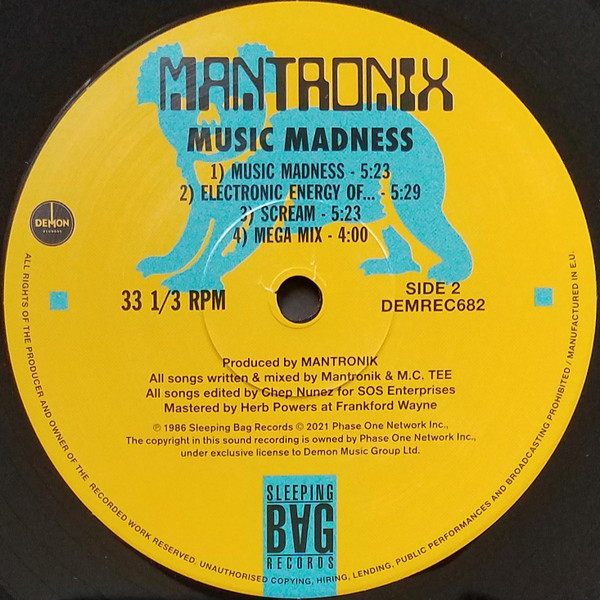 MANTRONIX
MUSIC MADNESS
1) MUSIC MADNESS - 5:23
2) ELECTRONIC ENERGY OF... - 5:29
3) SCREAM - 5:23
4) MEGA MIX - 4:00
DEMON
RECORDS
33 1/3 RPM
SIDE 2
DEMREC682
Produced by MANTRONIK
All songs written & mixed by Mantronik & M.C. TEE
All songs edited by Chep Nunez for SOS Enterprises
Mastered by Herb Powers at Frankford Wayne
℗ 1986 Sleeping Bag Records © 2021 Phase One Network Inc.,
The copyright in this sound recording is owned by Phase One Network Inc.,
under exclusive license to Demon Music Group Ltd.
SLEEPING
BAG
RECORDS
ALL RIGHTS OF THE PRODUCER AND OWNER OF THE RECORDED WORK RESERVED. UNAUTHORISED COPYING, HIRING, LENDING, PUBLIC PERFORMANCES AND BROADCASTING PROHIBITED / MANUFACTURED IN E.U.